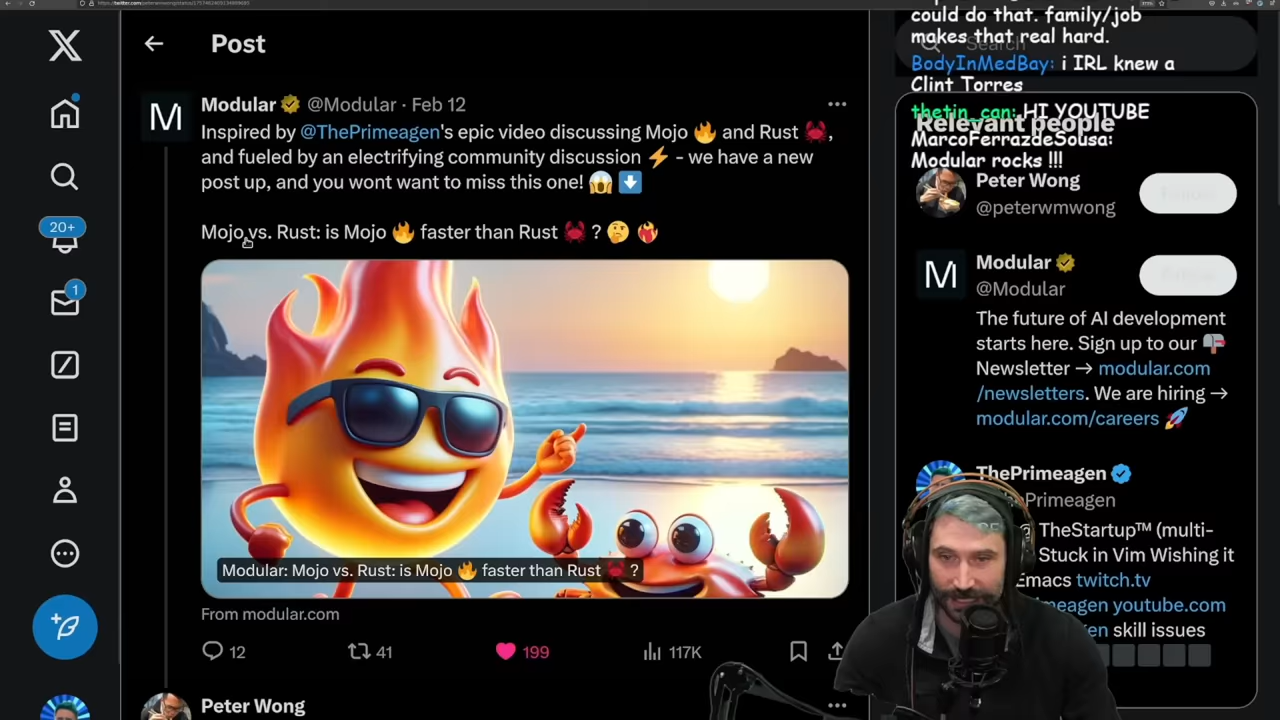 Post
Search
M
Modular @Modular · Feb 12
Inspired by @ThePrimeagen's epic video discussing Mojo 🔥 and Rust 🦀,
and fueled by an electrifying community discussion ⚡ - we have a new
post up, and you wont want to miss this one! 😱 ⬇️
Mojo vs. Rust: is Mojo 🔥 faster than Rust 🦀 ? 🤔 ❤️‍🔥
Modular: Mojo vs. Rust: is Mojo 🔥 faster than Rust 🦀 ?
From modular.com
12
41
199
117K
Peter Wong
20+
1
could do that. family/job
makes that real hard.
BodyInMedBay: i IRL knew a
Clint Torres
thetin_can: HI YOUTUBE
MarcoFerrazdeSousa:
Modular rocks !!!
Relevant people
Peter Wong
@peterwmwong
M
Modular
@Modular
The future of AI development
starts here. Sign up to our 📬
Newsletter → modular.com
/newsletters. We are hiring →
modular.com/careers 🚀
ThePrimeagen
Primeagen
TheStartup™ (multi-
Stuck in Vim Wishing it
Emacs twitch.tv
imeagen youtube.com
skill issues